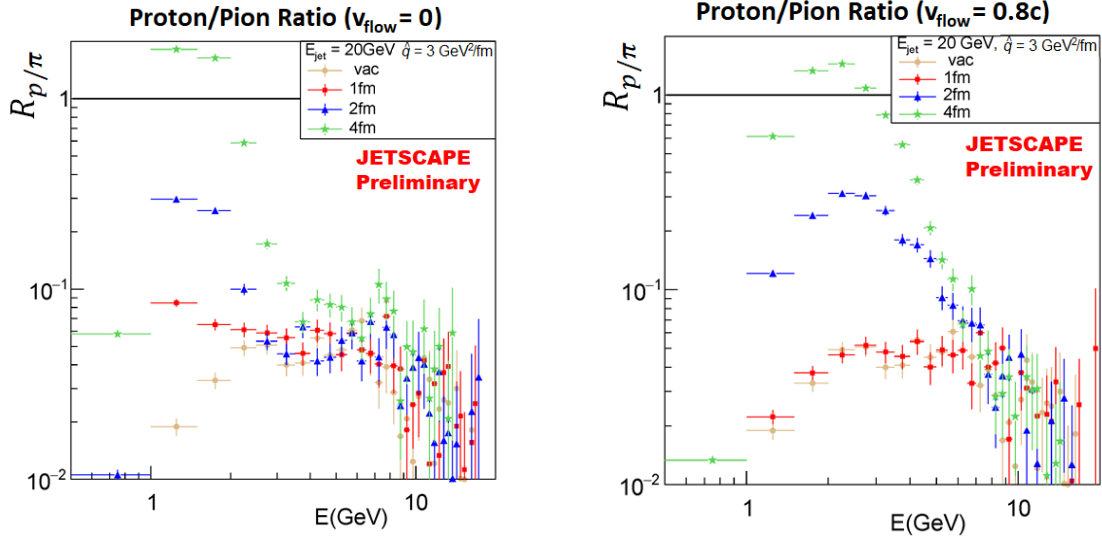 Proton/Pion Ratio (v_flow = 0)
R_p/π
E_jet = 20GeV q̂ = 3 GeV²/fm
vac
1fm
2fm
4fm
JETSCAPE
Preliminary
1
10⁻¹
10⁻²
1
10
E(GeV)
Proton/Pion Ratio (v_flow = 0.8c)
R_p/π
E_jet = 20 GeV, q̂ = 3 GeV²/fm
vac
1fm
2fm
4fm
JETSCAPE
Preliminary
1
10⁻¹
10⁻²
1
10
E(GeV)